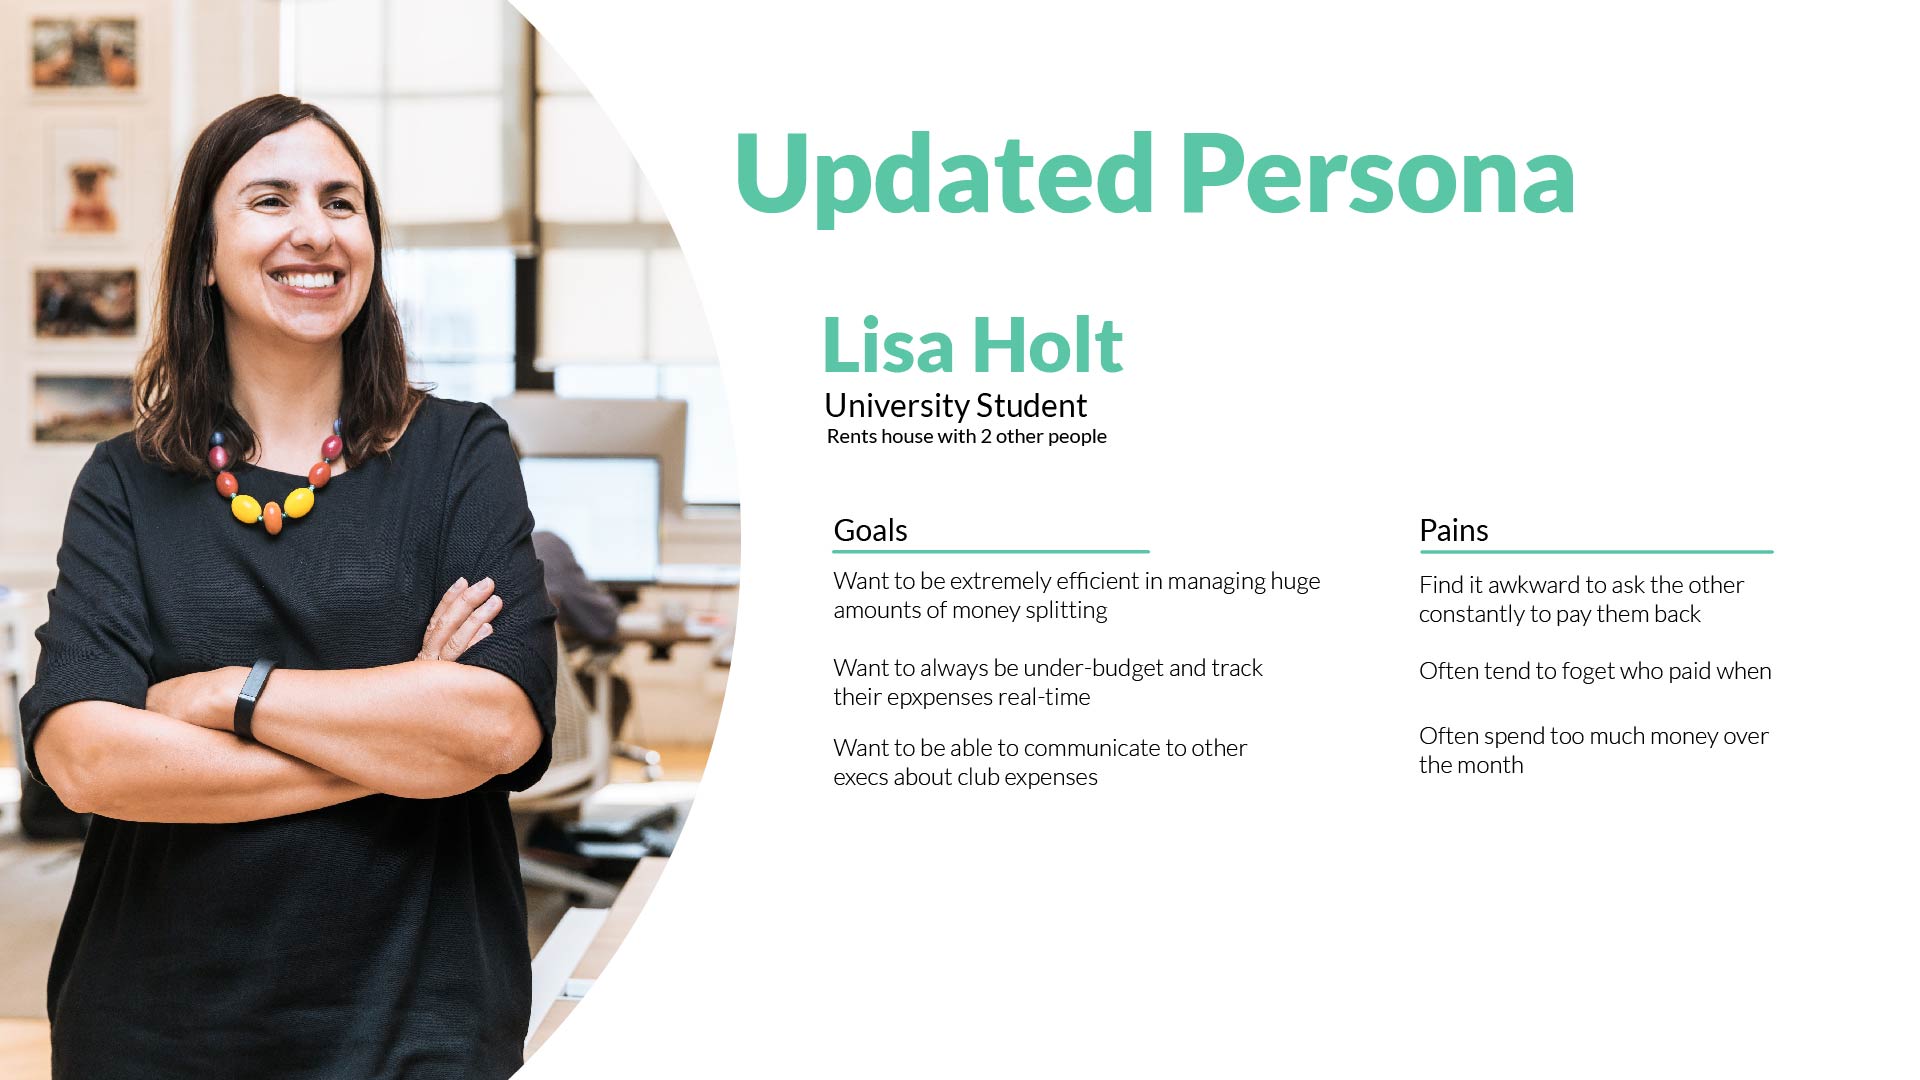 Updated Persona
Lisa Holt
University Student
Rents house with 2 other people
Goals
Want to be extremely efficient in managing huge
amounts of money splitting
Want to always be under-budget and track
their epxpenses real-time
Want to be able to communicate to other
execs about club expenses
Pains
Find it awkward to ask the other
constantly to pay them back
Often tend to foget who paid when
Often spend too much money over
the month